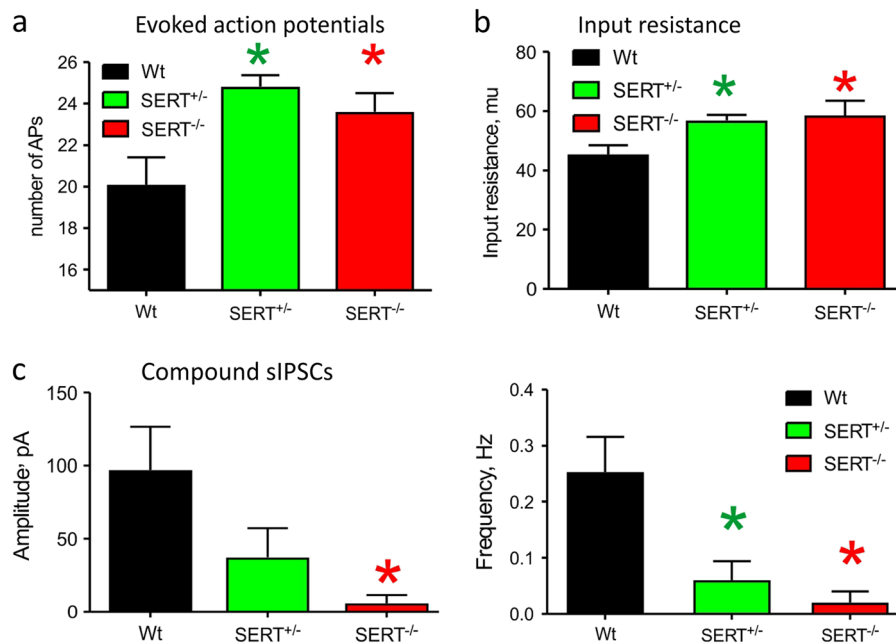 a Evoked action potentials
number of APs
26
24
22
20
18
16
Wt
SERT+/-
SERT-/-
* *
Wt SERT+/- SERT-/-
b Input resistance
Input resistance, mu
80
60
40
20
0
Wt
SERT+/-
SERT-/-
* *
Wt SERT+/- SERT-/-
c Compound sIPSCs
Amplitude, pA
150
100
50
0
*
Wt SERT+/- SERT-/-
Frequency, Hz
0.4
0.3
0.2
0.1
0.0
Wt
SERT+/-
SERT-/-
* *
Wt SERT+/- SERT-/-